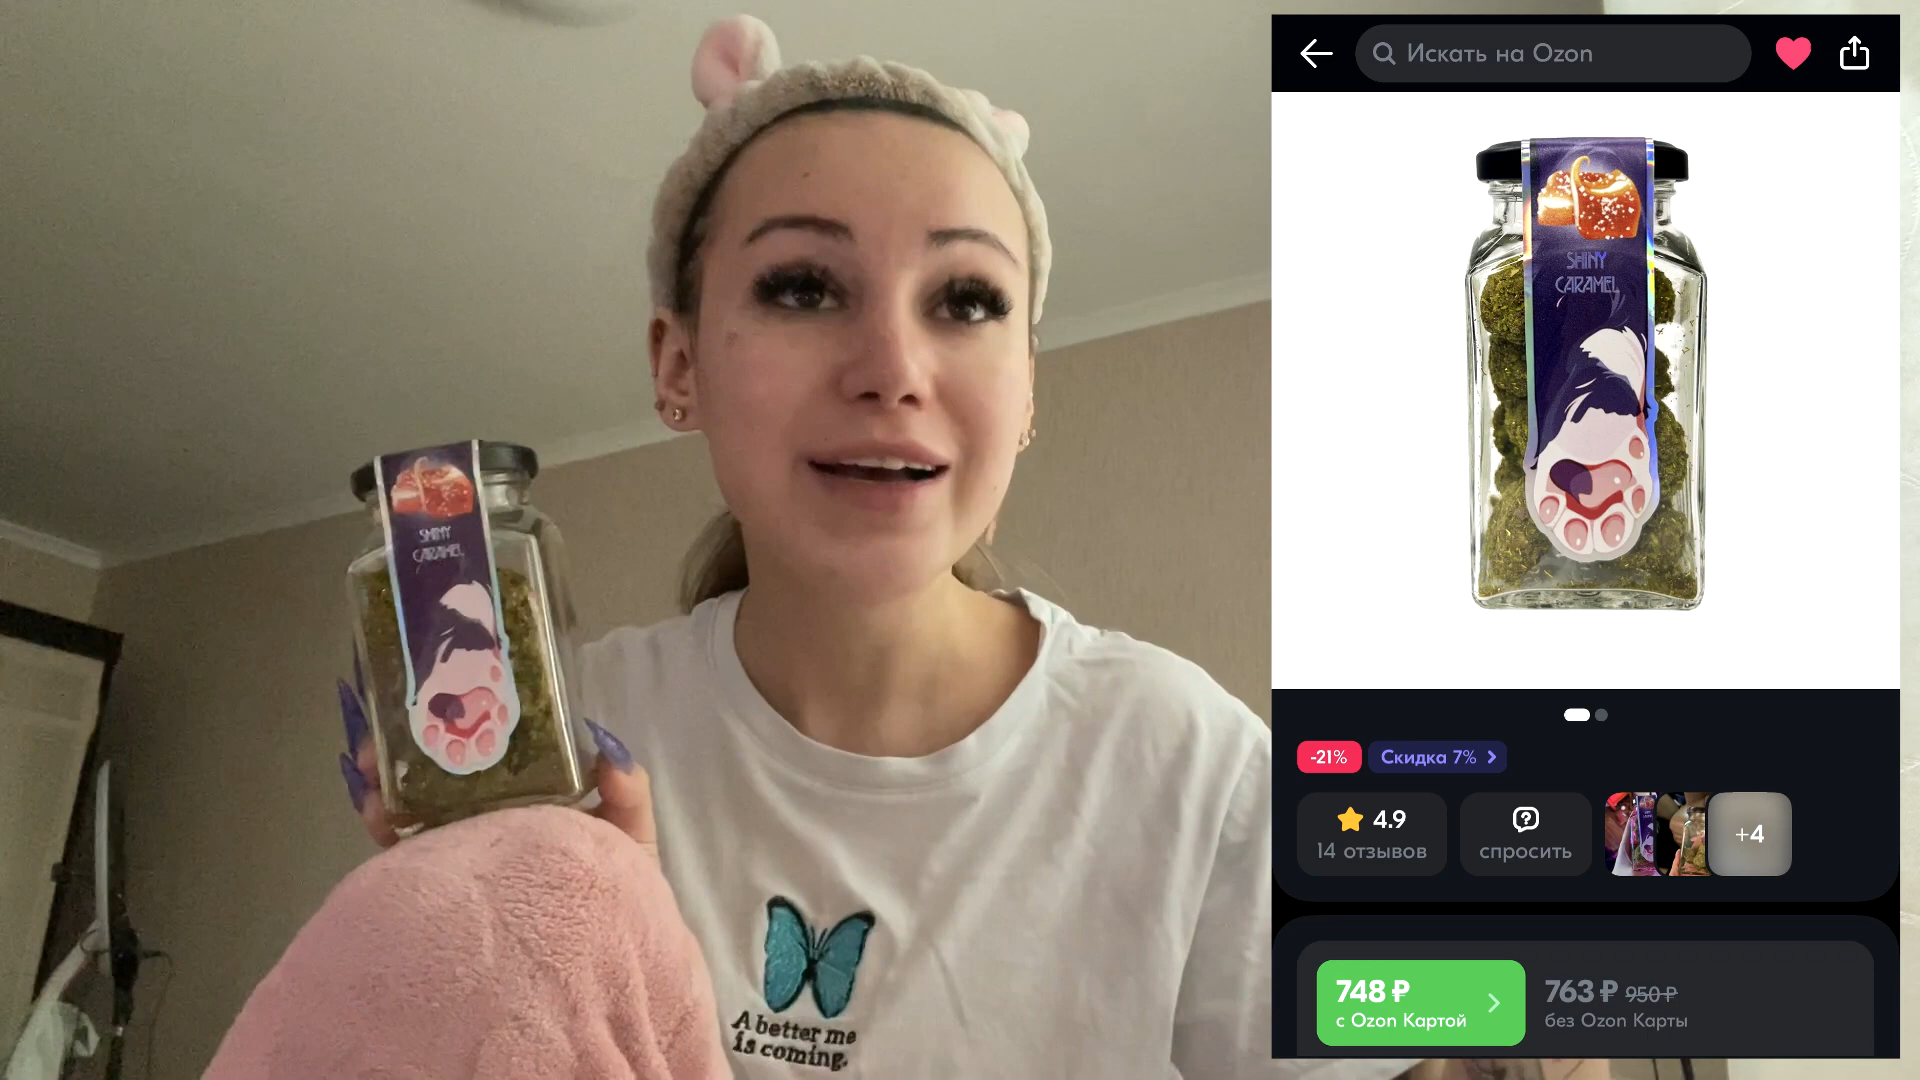 SHINY
CARAMEL
A better me
is coming.
Искать на Ozon
SHINY
CARAMEL
-21%
Скидка 7%
4.9
14 отзывов
спросить
+4
748 ₽
с Ozon Картой
763 ₽ 950 ₽
без Ozon Карты